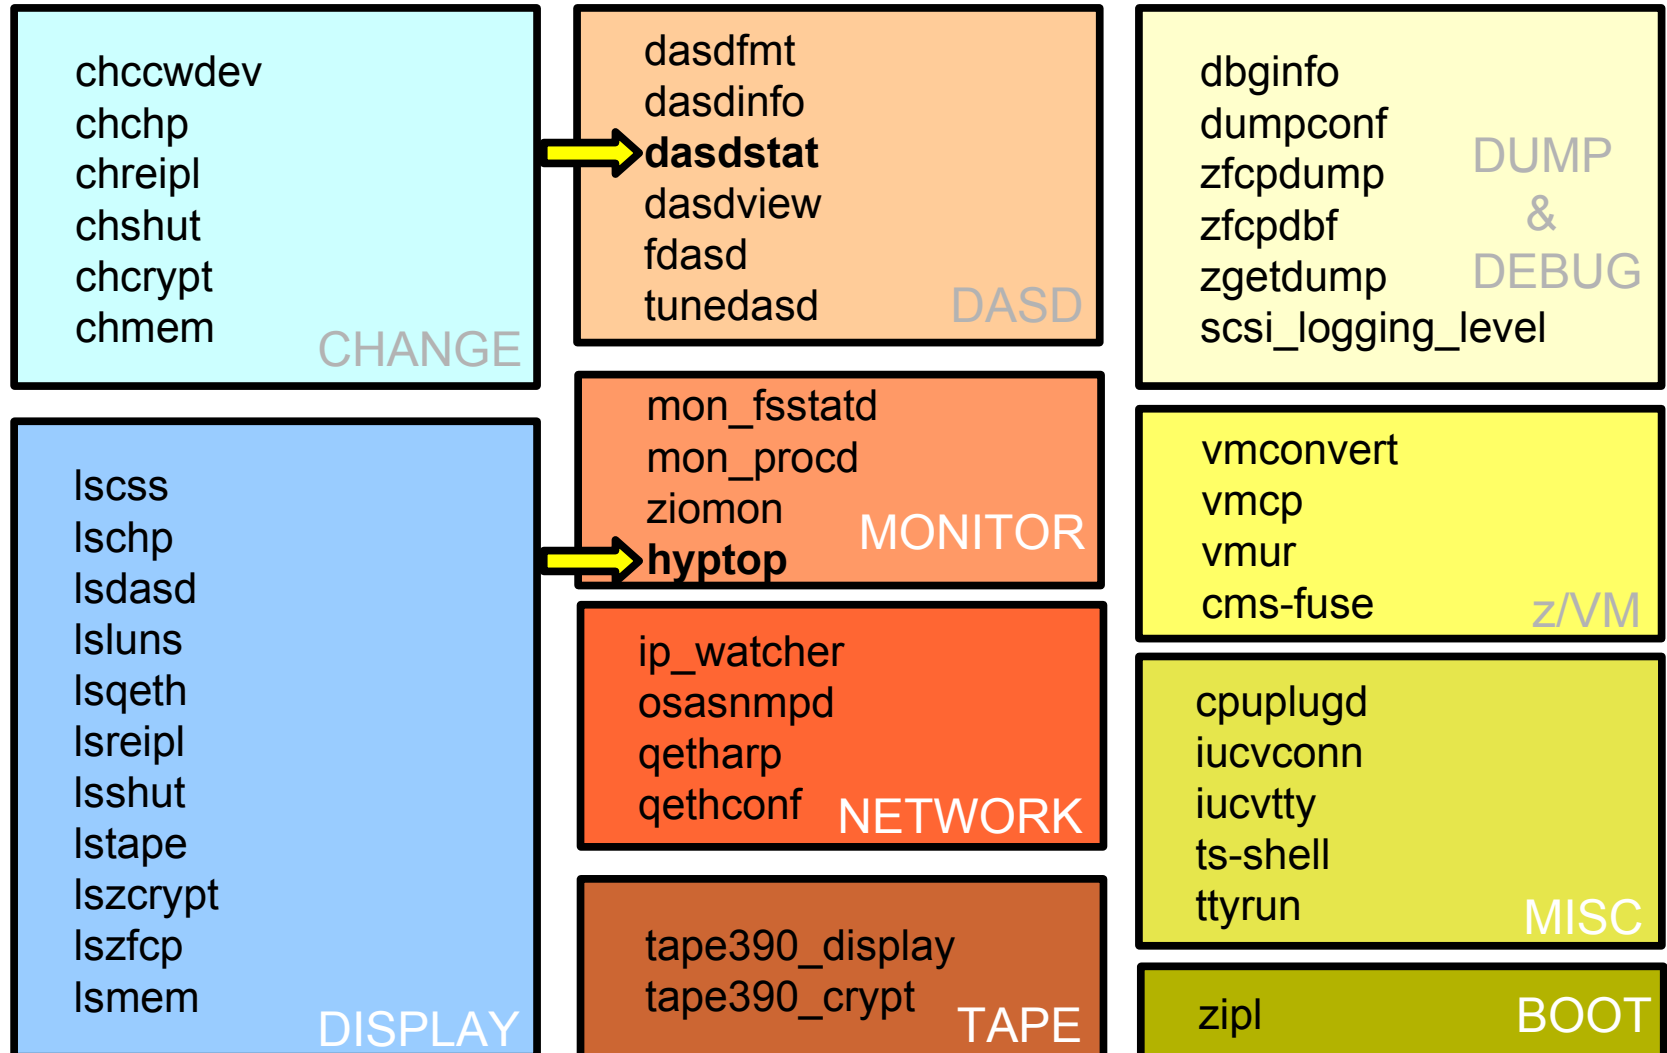 chccwdev
chchp
chreipl
chshut
chcrypt
chmem
CHANGE
lscss
lschp
lsdasd
lsluns
lsqeth
lsreipl
lsshut
lstape
lszcrypt
lszfcp
lsmem
DISPLAY
dasdfmt
dasdinfo
dasdstat
dasdview
fdasd
tunedasd
DASD
mon_fsstatd
mon_procd
ziomon
hyptop
MONITOR
ip_watcher
osasnmpd
qetharp
qethconf
NETWORK
tape390_display
tape390_crypt
TAPE
dbginfo
dumpconf
zfcpdump
zfcpdbf
zgetdump
scsi_logging_level
DUMP
&
DEBUG
vmconvert
vmcp
vmur
cms-fuse
z/VM
cpuplugd
iucvconn
iucvtty
ts-shell
ttyrun
MISC
zipl
BOOT